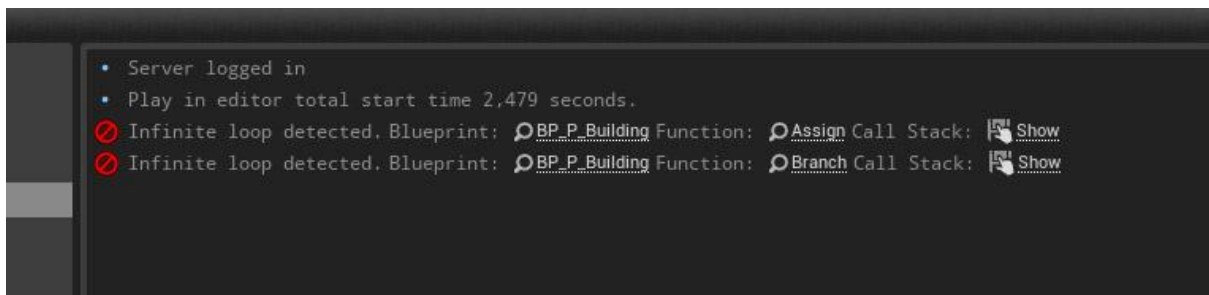 Server logged in
Play in editor total start time 2,479 seconds.
Infinite loop detected. Blueprint: BP_P_Building Function: Assign Call Stack: Show
Infinite loop detected. Blueprint: BP_P_Building Function: Branch Call Stack: Show